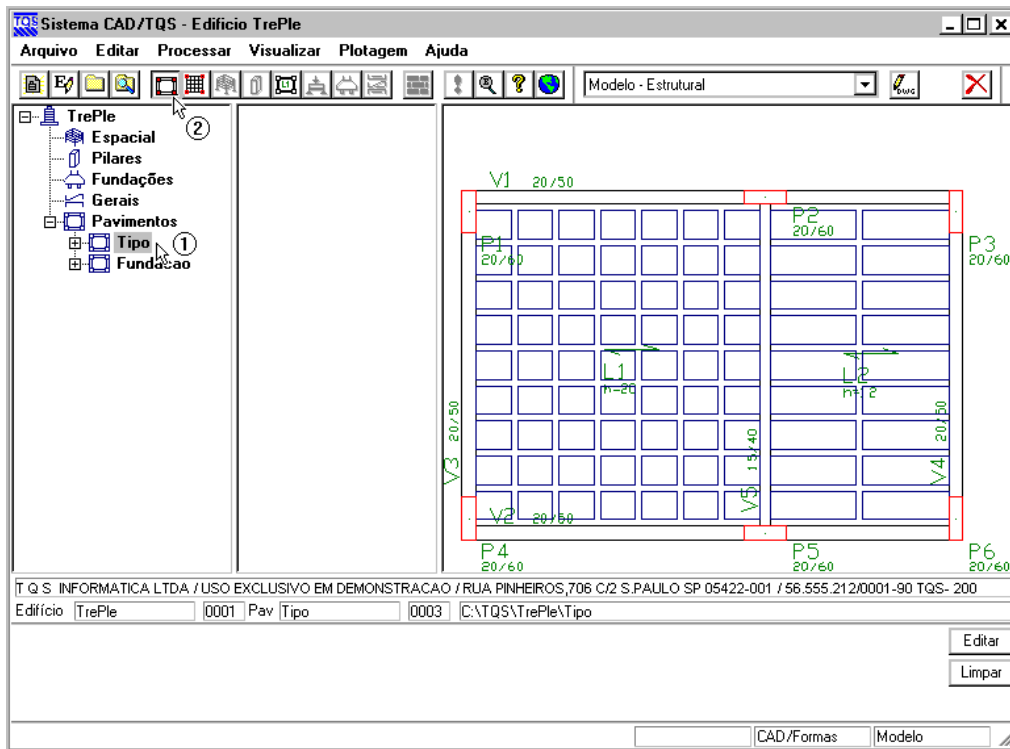 TQS Sistema CAD/TQS - Edificio TrePle
Arquivo Editar Processar Visualizar Plotagem Ajuda
Modelo - Estrutural
DWG
2
TrePle
Espacial
Pilares
Fundações
Gerais
Pavimentos
Tipo
1
Fundacao
V1 20/50
P1
20/60
P2
20/60
P3
20/60
L1
h=20
L2
h=12
V3 20/50
V5 15/40
V4 20/50
V2 20/50
P4
20/60
P5
20/60
P6
20/60
T Q S INFORMATICA LTDA / USO EXCLUSIVO EM DEMONSTRACAO / RUA PINHEIROS,706 C/2 S.PAULO SP 05422-001 / 56.555.212/0001-90 TQS- 200
Edifício TrePle 0001 Pav Tipo 0003 C:\TQS\TrePle\Tipo
Editar
Limpar
CAD/Formas Modelo